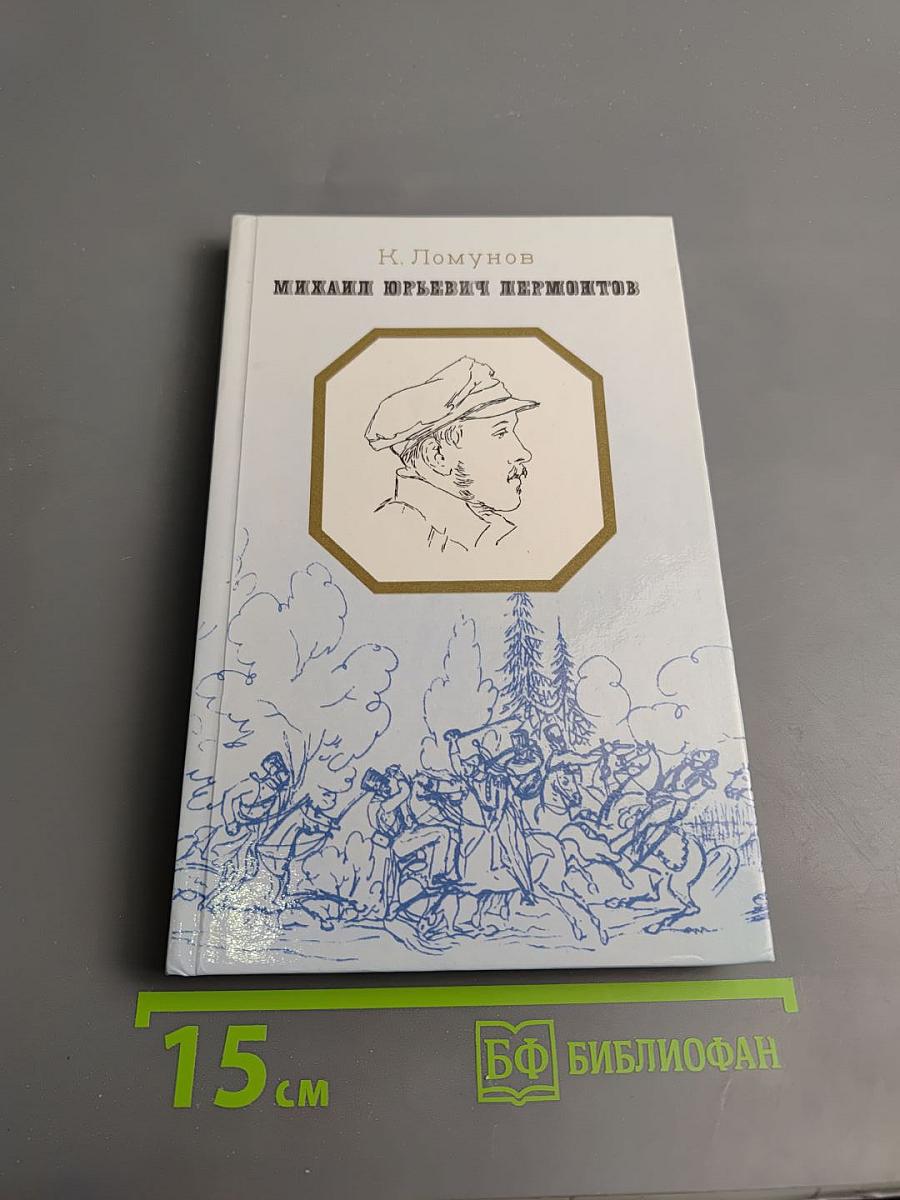 К. Ломунов
МИХАИЛ ЮРЬЕВИЧ ЛЕРМОНТОВ
15 см
БФ БИБЛИОФАН